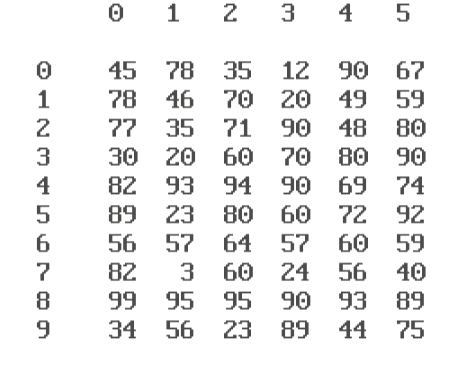 0 1 2 3 4 5
0 45 78 35 12 90 67
1 78 46 70 20 49 59
2 77 35 71 90 48 80
3 30 20 60 70 80 90
4 82 93 94 90 69 74
5 89 23 80 60 72 92
6 56 57 64 57 60 59
7 82 3 60 24 56 40
8 99 95 95 90 93 89
9 34 56 23 89 44 75